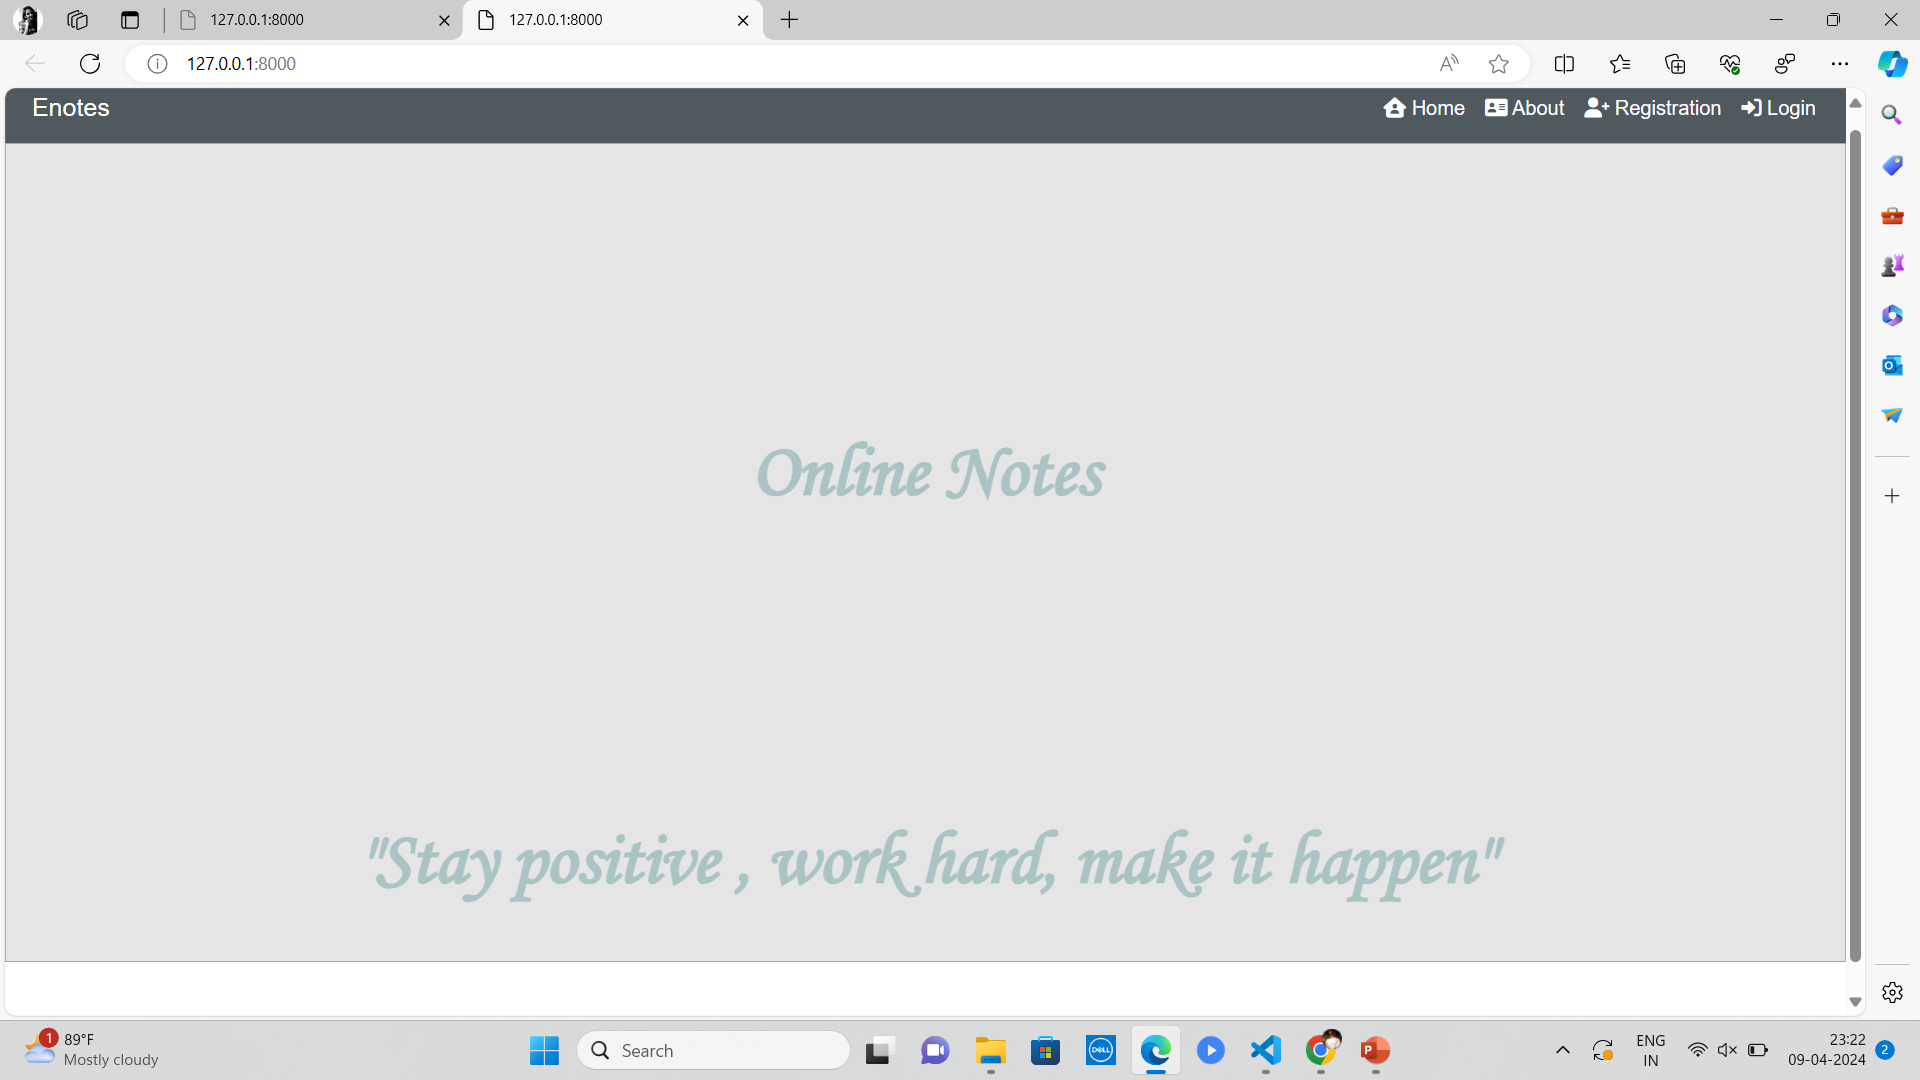 127.0.0.1:8000
127.0.0.1:8000
127.0.0.1:8000
Enotes
Home
About
Registration
Login
Online Notes
"Stay positive , work hard, make it happen"
1
89°F
Mostly cloudy
Search
DELL
ENG
IN
23:22
09-04-2024
2